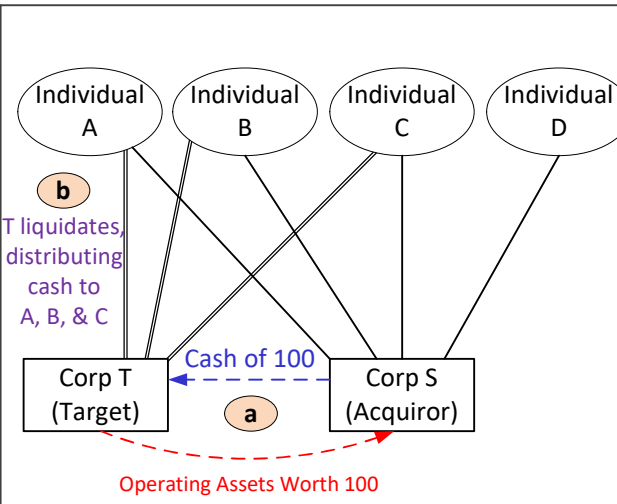 Individual
A
Individual
B
Individual
C
Individual
D
b
T liquidates,
distributing
cash to
A, B, & C
Cash of 100
Corp T
(Target)
Corp S
(Acquiror)
a
Operating Assets Worth 100